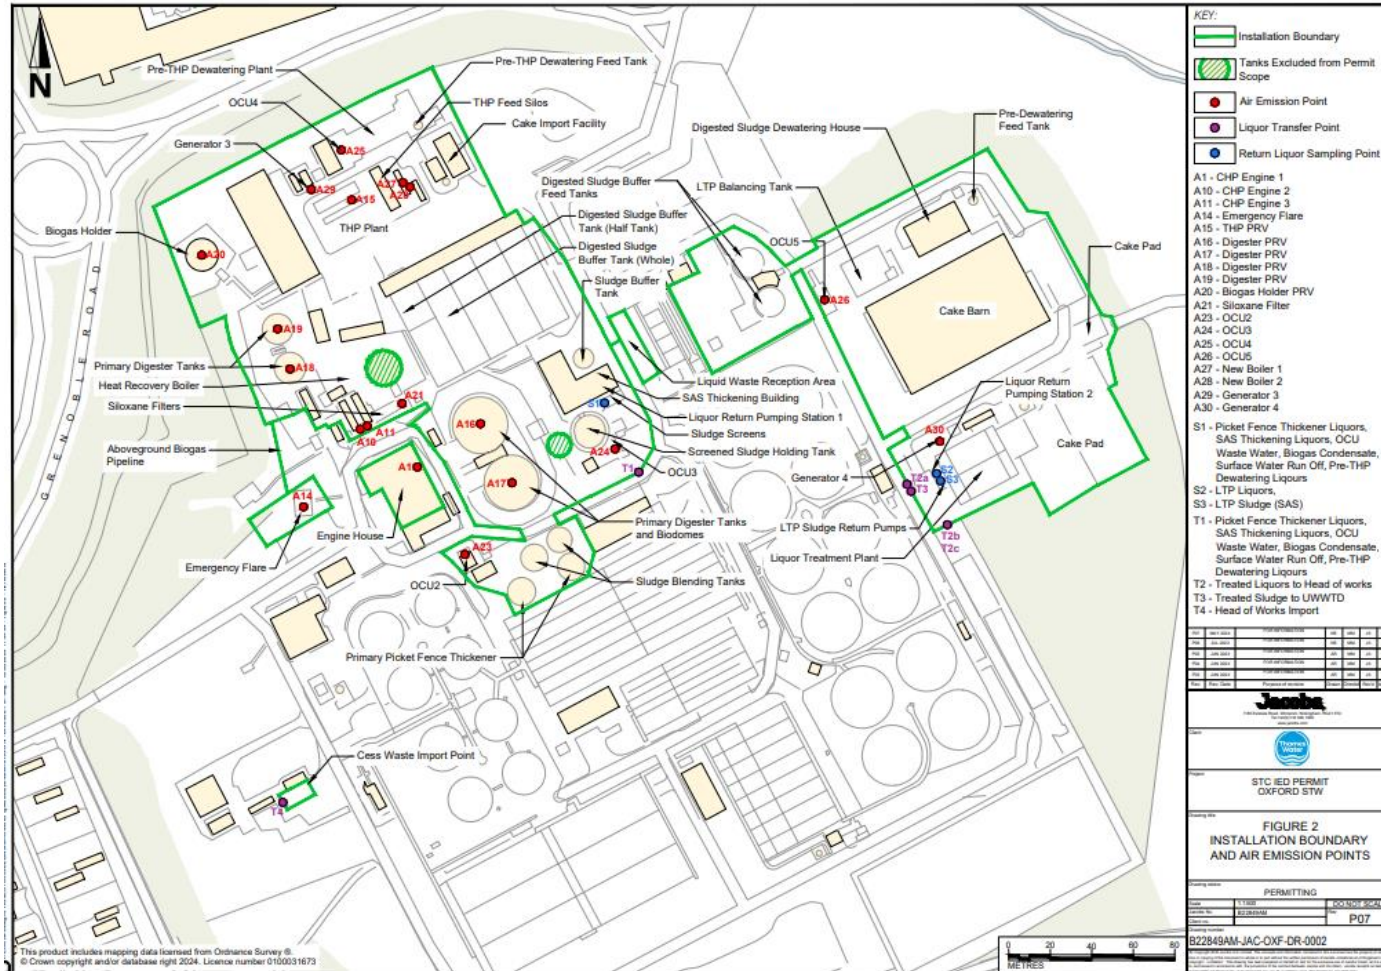 N
Pre-THP Dewatering Plant
OCU4
Generator 3
Biogas Holder
Pre-THP Dewatering Feed Tank
THP Feed Silos
Cake Import Facility
A25
A29
A27
A28
A15
THP Plant
A20
Digested Sludge Buffer
Feed Tanks
Digested Sludge Buffer
Tank (Half Tank)
Digested Sludge
Buffer Tank (Whole)
Sludge Buffer
Tank
Digested Sludge Dewatering House
Pre-Dewatering
Feed Tank
LTP Balancing Tank
OCU5
A26
Cake Pad
Cake Barn
GRENOBLE ROAD
A19
Primary Digester Tanks
A18
Heat Recovery Boiler
Siloxane Filters
A21
A10
A11
Aboveground Biogas
Pipeline
A16
A1
A17
A14
Engine House
Emergency Flare
S1
A24
T1
Liquid Waste Reception Area
SAS Thickening Building
Liquor Return Pumping Station 1
Sludge Screens
Screened Sludge Holding Tank
OCU3
Liquor Return
Pumping Station 2
A30
Cake Pad
Generator 4
T2a
T3
S2
S3
LTP Sludge Return Pumps
T2b
T2c
Liquor Treatment Plant
Primary Digester Tanks
and Biodomes
A23
OCU2
Sludge Blending Tanks
Primary Picket Fence Thickener
Cess Waste Import Point
T4
KEY:
Installation Boundary
Tanks Excluded from Permit
Scope
Air Emission Point
Liquor Transfer Point
Return Liquor Sampling Point
A1 - CHP Engine 1
A10 - CHP Engine 2
A11 - CHP Engine 3
A14 - Emergency Flare
A15 - THP PRV
A16 - Digester PRV
A17 - Digester PRV
A18 - Digester PRV
A19 - Digester PRV
A20 - Biogas Holder PRV
A21 - Siloxane Filter
A23 - OCU2
A24 - OCU3
A25 - OCU4
A26 - OCU5
A27 - New Boiler 1
A28 - New Boiler 2
A29 - Generator 3
A30 - Generator 4
S1 - Picket Fence Thickener Liquors,
SAS Thickening Liquors, OCU
Waste Water, Biogas Condensate,
Surface Water Run Off, Pre-THP
Dewatering Liqours
S2 - LTP Liquors,
S3 - LTP Sludge (SAS)
T1 - Picket Fence Thickener Liquors,
SAS Thickening Liquors, OCU
Waste Water, Biogas Condensate,
Surface Water Run Off, Pre-THP
Dewatering Liqours
T2 - Treated Liquors to Head of works
T3 - Treated Sludge to UWWTD
T4 - Head of Works Import
Jacobs
Thames
Water
STC IED PERMIT
OXFORD STW
FIGURE 2
INSTALLATION BOUNDARY
AND AIR EMISSION POINTS
PERMITTING
DO NOT SCALE
P07
B22849AM-JAC-OXF-DR-0002
0 20 40 60 80
METRES
This product includes mapping data licensed from Ordnance Survey ®.
© Crown copyright and/or database right 2024. Licence number 0100031673